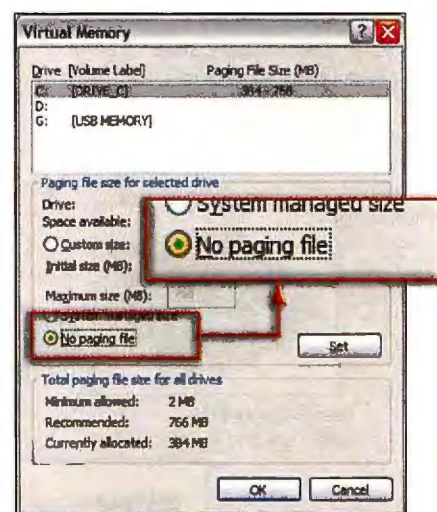 Virtual Memory
Drive [Volume Label] Paging File Size (MB)
C: [DRIVE_C] 384 - 768
D:
G: [USB MEMORY]
Paging file size for selected drive
Drive:
Space available:
Custom size:
Initial size (MB):
Maximum size (MB):
System managed size
No paging file
System managed size
No paging file
Set
Total paging file size for all drives
Minimum allowed: 2 MB
Recommended: 766 MB
Currently allocated: 384 MB
OK Cancel